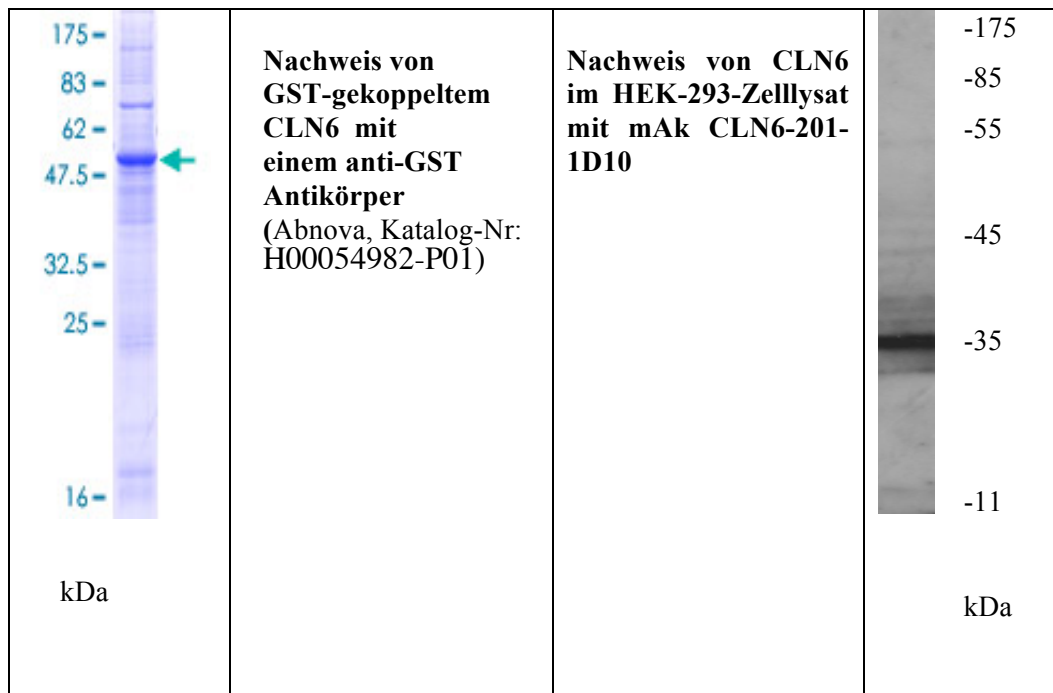 175-
83-
62-
47.5-
32.5-
25-
16-
kDa
Nachweis von
GST-gekoppeltem
CLN6 mit
einem anti-GST
Antikörper
(Abnova, Katalog-Nr:
H00054982-P01)
Nachweis von CLN6
im HEK-293-Zelllysat
mit mAk CLN6-201-
1D10
-175
-85
-55
-45
-35
-11
kDa